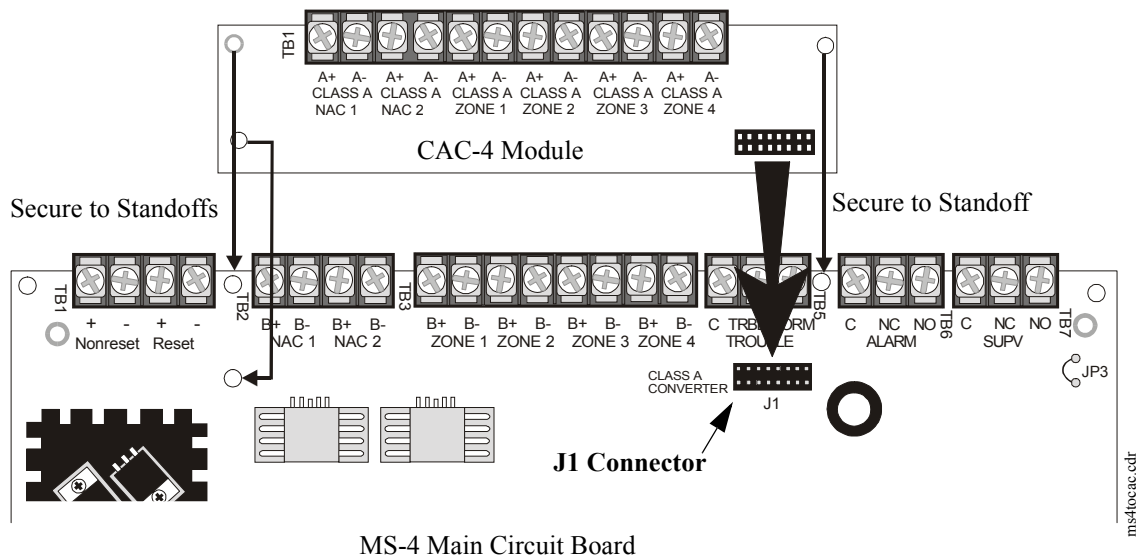 TB1
A+ A- A+ A- A+ A- A+ A- A+ A- A+ A-
CLASS A CLASS A CLASS A CLASS A CLASS A CLASS A
NAC 1 NAC 2 ZONE 1 ZONE 2 ZONE 3 ZONE 4
CAC-4 Module
Secure to Standoffs
Secure to Standoff
TB1
TB2
TB3
TB5
TB6
TB7
+ - + -
Nonreset Reset
B+ B- B+ B-
NAC 1 NAC 2
B+ B- B+ B- B+ B- B+ B-
ZONE 1 ZONE 2 ZONE 3 ZONE 4
C
TROUBLE
C NC NO
ALARM
C NC NO
SUPV
JP3
CLASS A
CONVERTER
J1
J1 Connector
MS-4 Main Circuit Board
ms4tocac.cdr